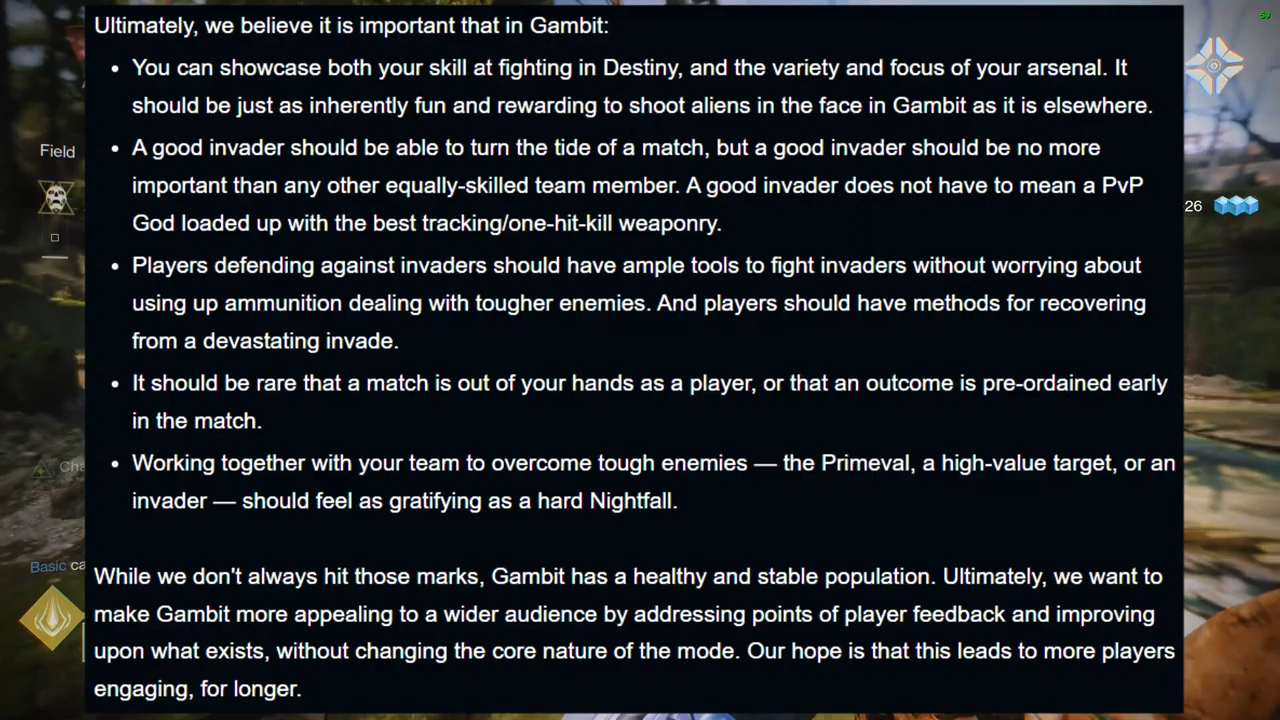 Ultimately, we believe it is important that in Gambit:
• You can showcase both your skill at fighting in Destiny, and the variety and focus of your arsenal. It
should be just as inherently fun and rewarding to shoot aliens in the face in Gambit as it is elsewhere.
• A good invader should be able to turn the tide of a match, but a good invader should be no more
important than any other equally-skilled team member. A good invader does not have to mean a PvP
God loaded up with the best tracking/one-hit-kill weaponry.
• Players defending against invaders should have ample tools to fight invaders without worrying about
using up ammunition dealing with tougher enemies. And players should have methods for recovering
from a devastating invade.
• It should be rare that a match is out of your hands as a player, or that an outcome is pre-ordained early
in the match.
• Working together with your team to overcome tough enemies — the Primeval, a high-value target, or an
invader — should feel as gratifying as a hard Nightfall.
While we don't always hit those marks, Gambit has a healthy and stable population. Ultimately, we want to
make Gambit more appealing to a wider audience by addressing points of player feedback and improving
upon what exists, without changing the core nature of the mode. Our hope is that this leads to more players
engaging, for longer.
Field
Cha
Basic ca
26
59